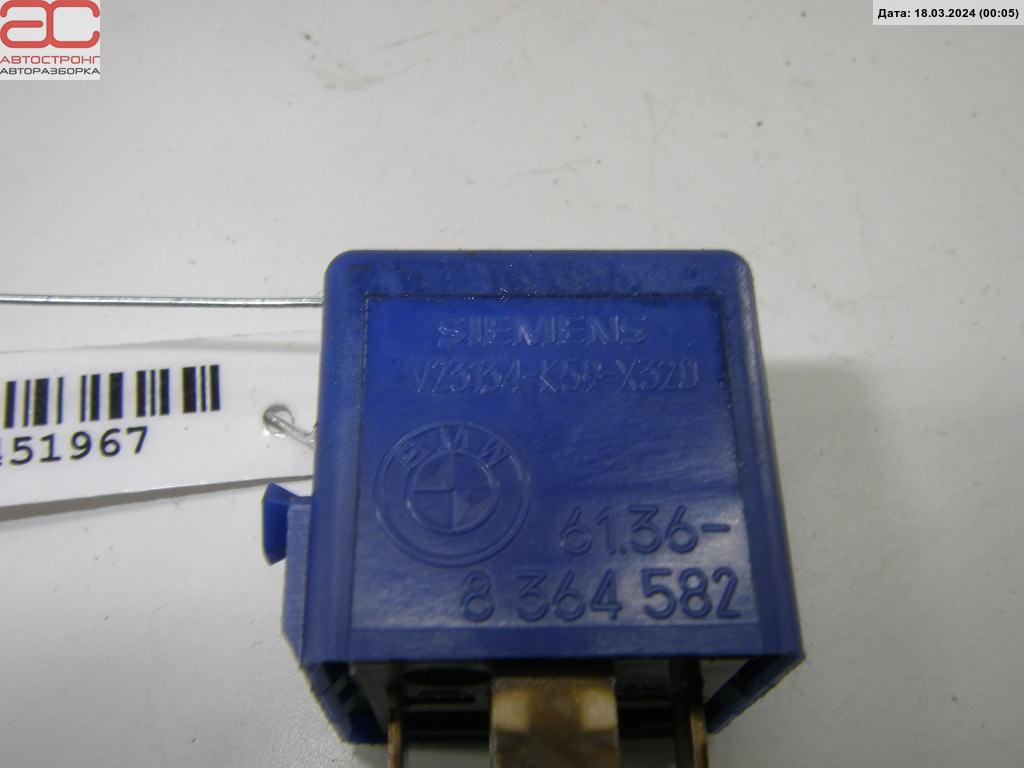 АС
АВТОСТРОНГ
АВТОРАЗБОРКА
Дата: 18.03.2024 (00:05)
SIEMENS
V23134-K59-X320
BMW
61.36-
8 364 582
451967